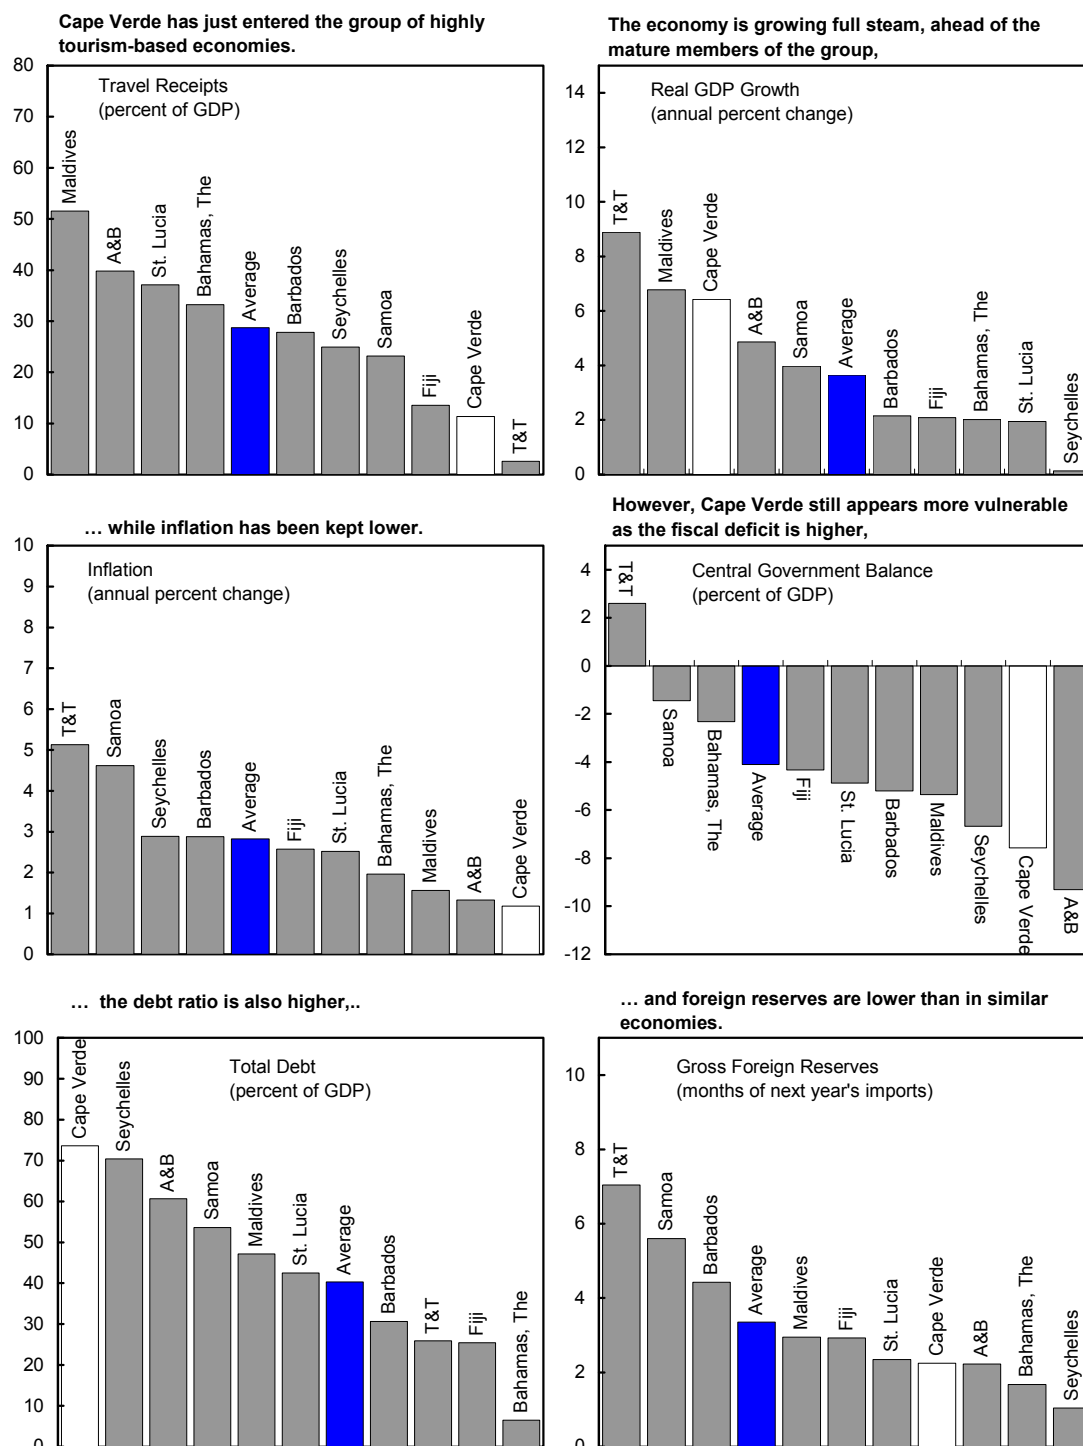 Cape Verde has just entered the group of highly
tourism-based economies.
80
70
60
50
40
30
20
10
0
Travel Receipts
(percent of GDP)
Maldives
A&B
St. Lucia
Bahamas, The
Average
Barbados
Seychelles
Samoa
Fiji
Cape Verde
T&T
The economy is growing full steam, ahead of the
mature members of the group,
14
12
10
8
6
4
2
0
Real GDP Growth
(annual percent change)
T&T
Maldives
Cape Verde
A&B
Samoa
Average
Barbados
Fiji
Bahamas, The
St. Lucia
Seychelles
… while inflation has been kept lower.
10
9
8
7
6
5
4
3
2
1
0
Inflation
(annual percent change)
T&T
Samoa
Seychelles
Barbados
Average
Fiji
St. Lucia
Bahamas, The
Maldives
A&B
Cape Verde
However, Cape Verde still appears more vulnerable
as the fiscal deficit is higher,
4
2
0
-2
-4
-6
-8
-10
-12
Central Government Balance
(percent of GDP)
T&T
Samoa
Bahamas, The
Average
Fiji
St. Lucia
Barbados
Maldives
Seychelles
Cape Verde
A&B
… the debt ratio is also higher,..
100
90
80
70
60
50
40
30
20
10
0
Total Debt
(percent of GDP)
Cape Verde
Seychelles
A&B
Samoa
Maldives
St. Lucia
Average
Barbados
T&T
Fiji
Bahamas, The
… and foreign reserves are lower than in similar
economies.
10
8
6
4
2
0
Gross Foreign Reserves
(months of next year's imports)
T&T
Samoa
Barbados
Average
Maldives
Fiji
St. Lucia
Cape Verde
A&B
Bahamas, The
Seychelles